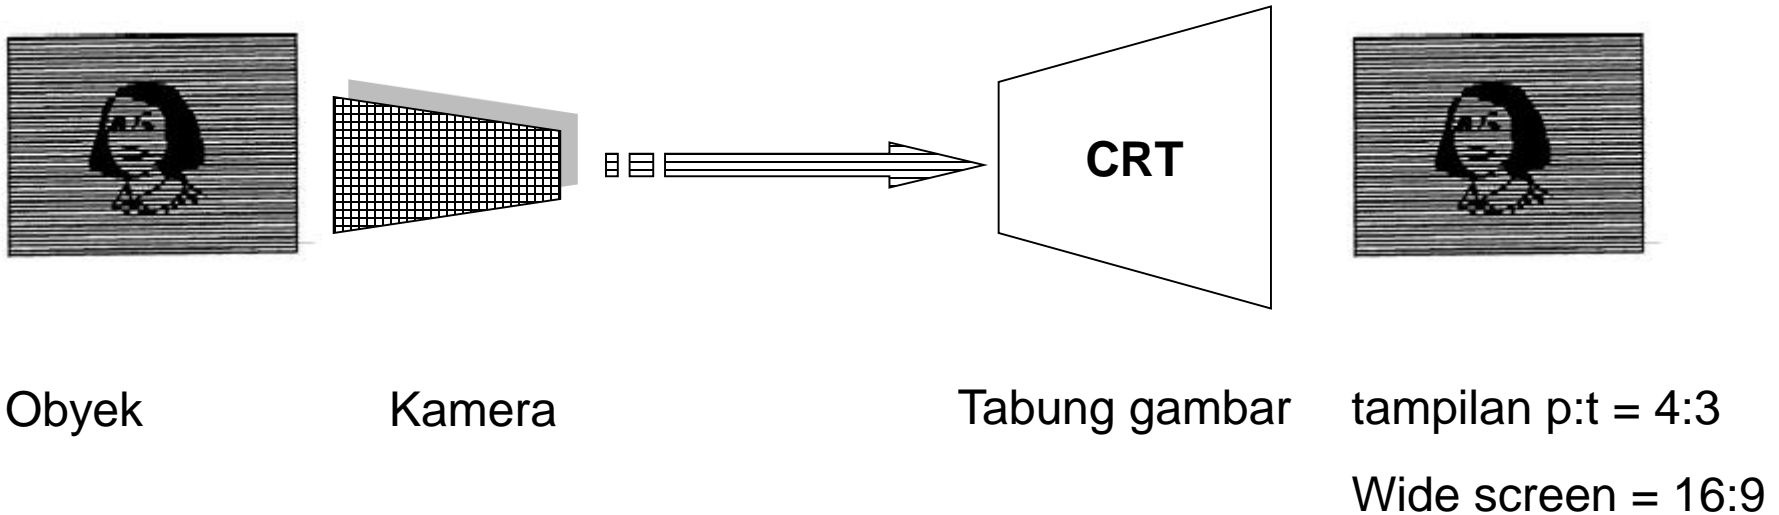 CRT
Obyek
Kamera
Tabung gambar
tampilan p:t = 4:3
Wide screen = 16:9